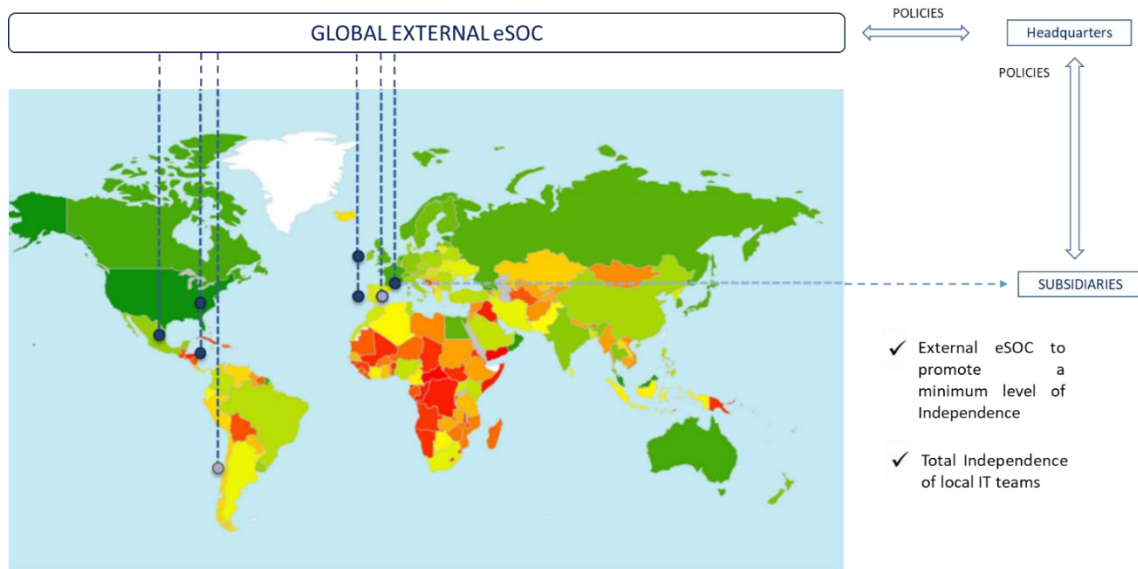 POLICIES
GLOBAL EXTERNAL eSOC
Headquarters
POLICIES
SUBSIDIARIES
✓ External eSOC to
promote a
minimum level of
Independence
✓ Total Independence
of local IT teams